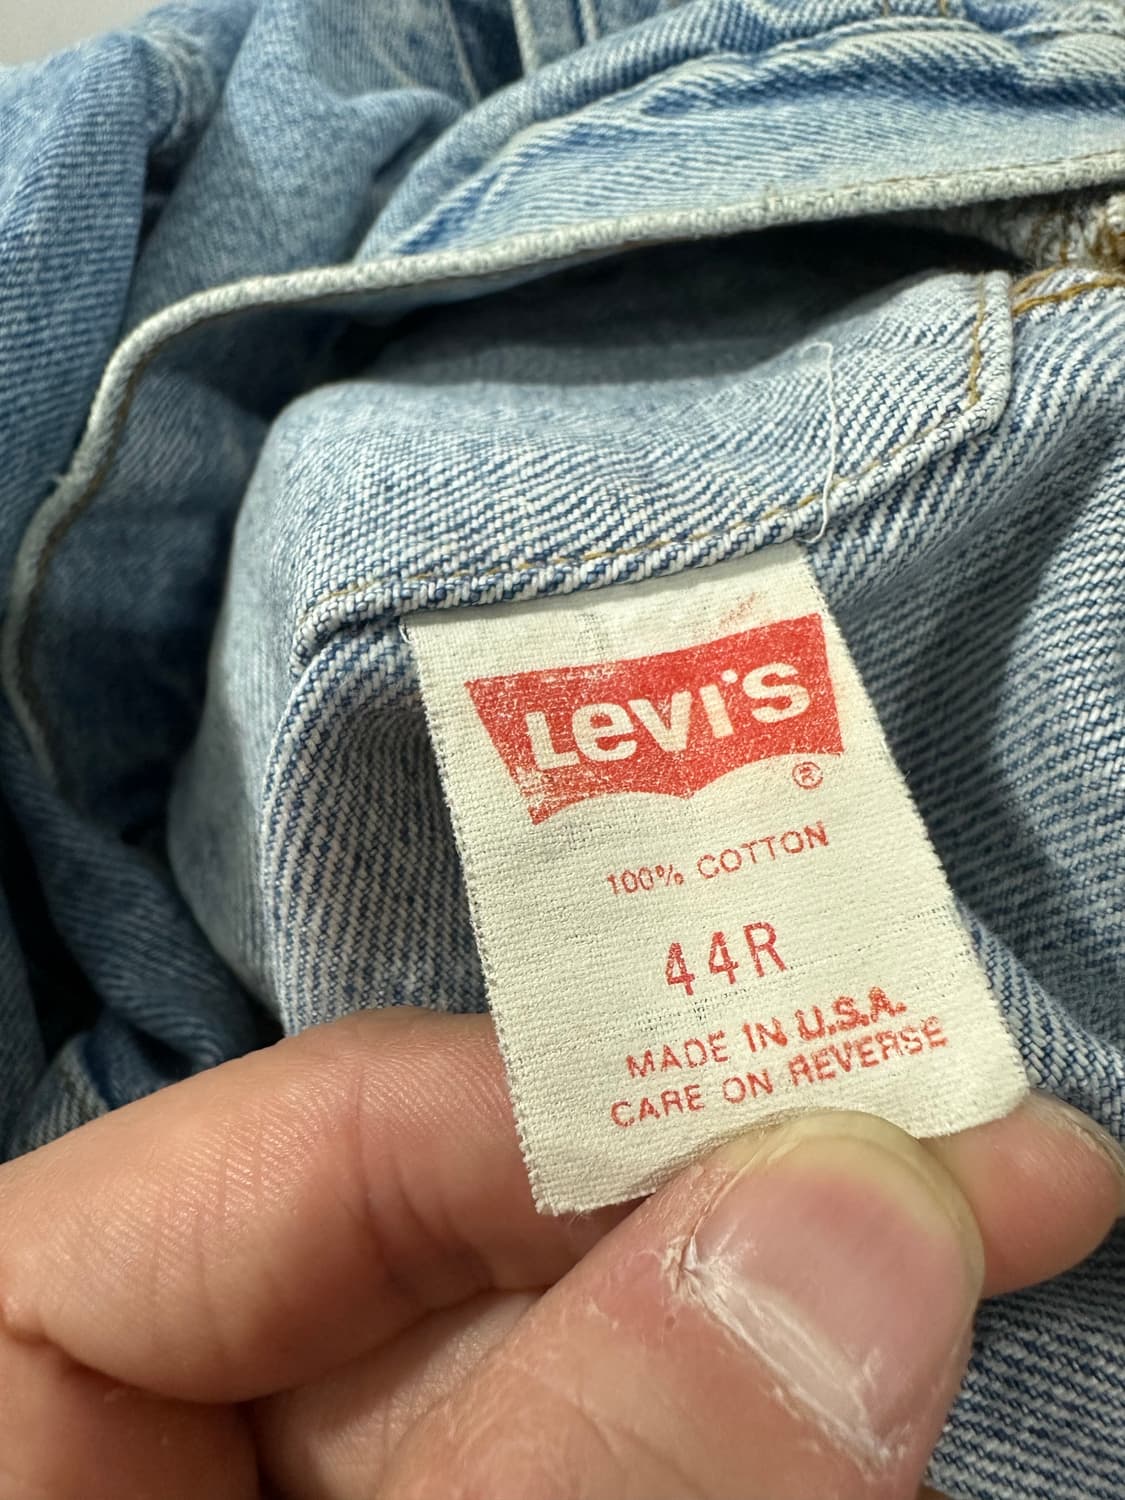 Levi's
®
100% COTTON
44R
MADE IN U.S.A.
CARE ON REVERSE